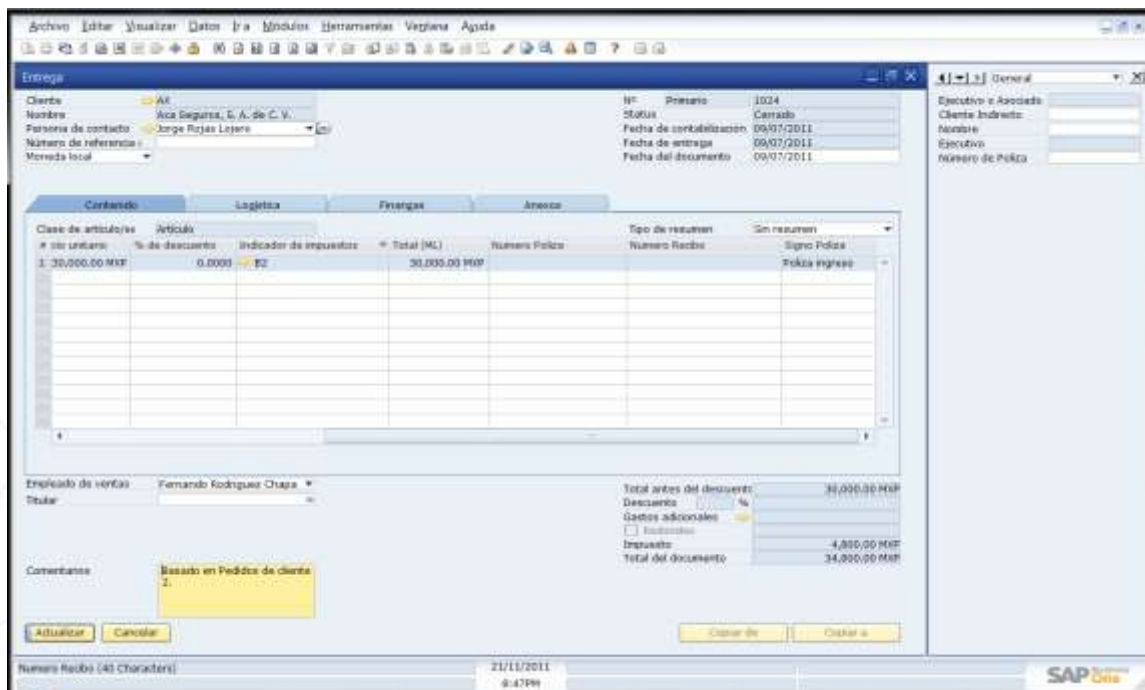 Archivo Editar Visualizar Datos Ir a Módulos Herramientas Ventana Ayuda
Entrega
Cliente AX
Nombre Aca Seguros, S. A. de C. V.
Persona de contacto Jorge Rojas Lojero
Número de referencia
Moneda local
Nº Primario 1024
Status Cerrado
Fecha de contabilización 09/07/2011
Fecha de entrega 09/07/2011
Fecha del documento 09/07/2011
Contenido Logística Finanzas Anexos
Clase de artículo/se Artículo
Tipo de resumen Sin resumen
# cio unitario % de descuento Indicador de impuestos Total (ML) Numero Poliza Numero Recibo Signo Poliza
1 30,000.00 MXP 0.0000 B2 30,000.00 MXP Poliza ingreso
Empleado de ventas Fernando Rodriguez Chapa
Titular
Total antes del descuento 30,000.00 MXP
Descuento %
Gastos adicionales
Redondeo
Impuesto 4,800.00 MXP
Total del documento 34,800.00 MXP
Comentarios Basado en Pedidos de cliente 2.
Actualizar Cancelar
Copiar de Copiar a
General
Ejecutivo o Asociado
Cliente Indirecto
Nombre
Ejecutivo
Número de Poliza
Numero Recibo (40 Characters)
21/11/2011
8:47PM
SAP Business One